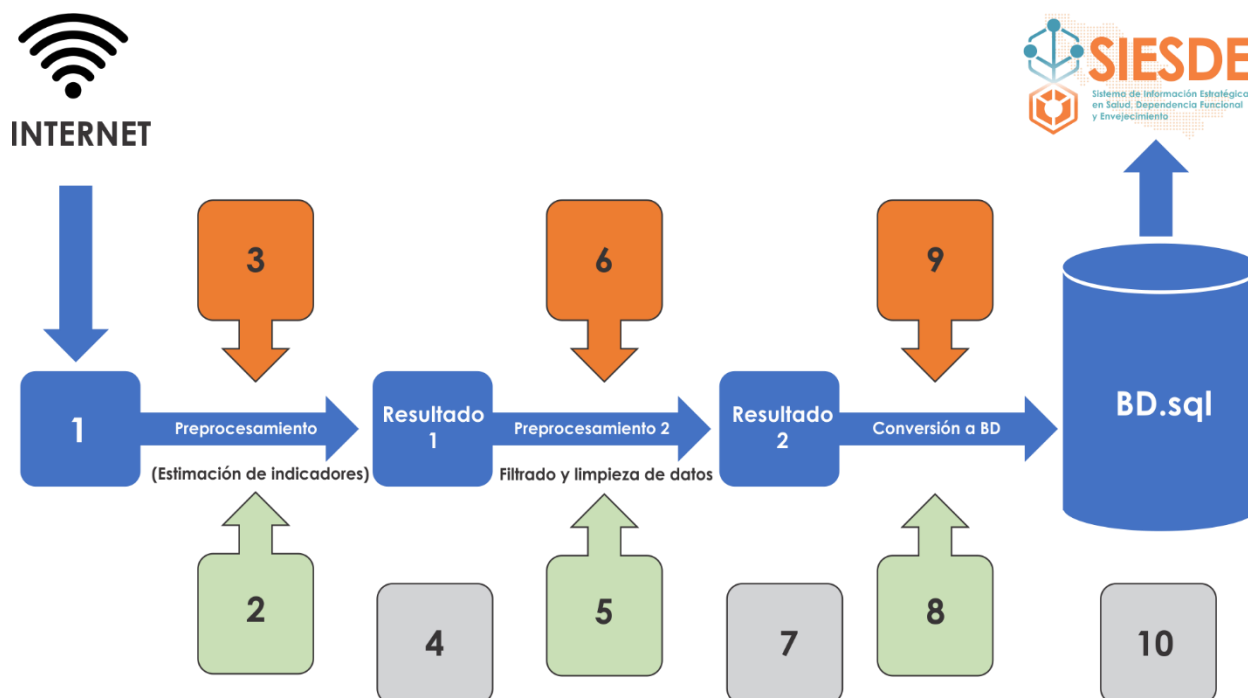 INTERNET
SIESDE
Sistema de Información Estratégica
en Salud, Dependencia Funcional
y Envejecimiento
3
6
9
1
Preprocesamiento
(Estimación de indicadores)
Resultado
1
Preprocesamiento 2
Filtrado y limpieza de datos
Resultado
2
Conversión a BD
BD.sql
2
4
5
7
8
10